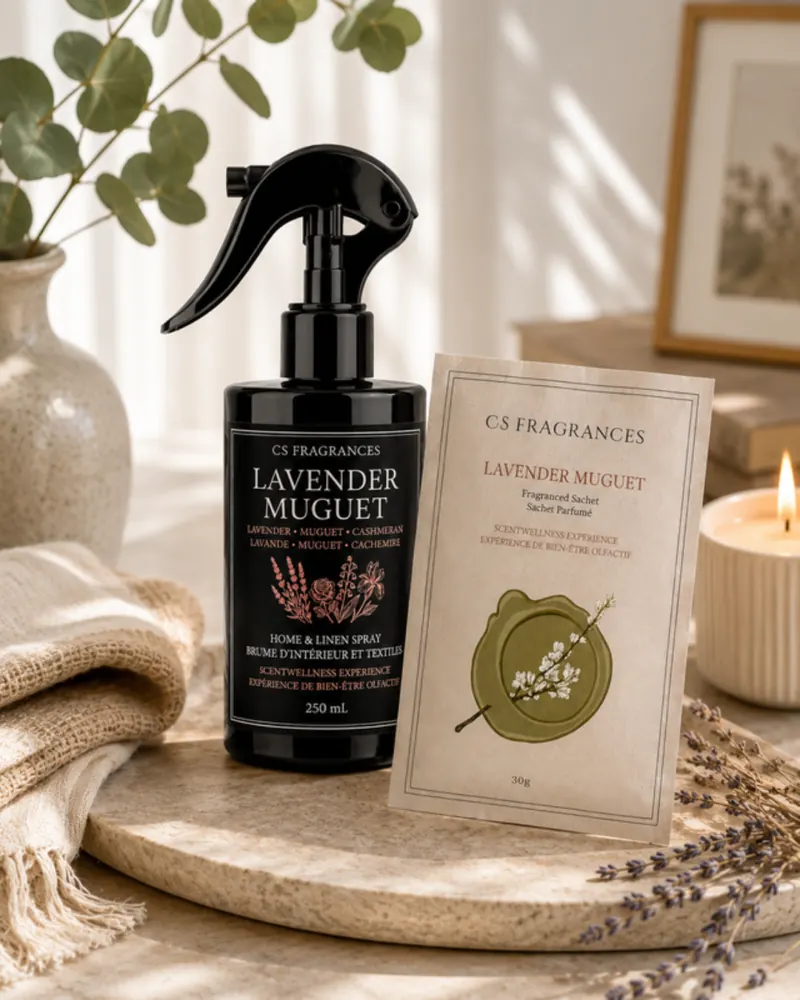 CS FRAGRANCES
LAVENDER
MUGUET
LAVENDER • MUGUET • CASHMERAN
LAVANDE • MUGUET • CACHEMIRE
HOME & LINEN SPRAY
BRUME D'INTÉRIEUR ET TEXTILES
SCENTWELLNESS EXPERIENCE
EXPÉRIENCE DE BIEN-ÊTRE OLFACTIF
250 mL
CS FRAGRANCES
LAVENDER MUGUET
Fragranced Sachet
Sachet Parfumé
SCENTWELLNESS EXPERIENCE
EXPÉRIENCE DE BIEN-ÊTRE OLFACTIF
30g